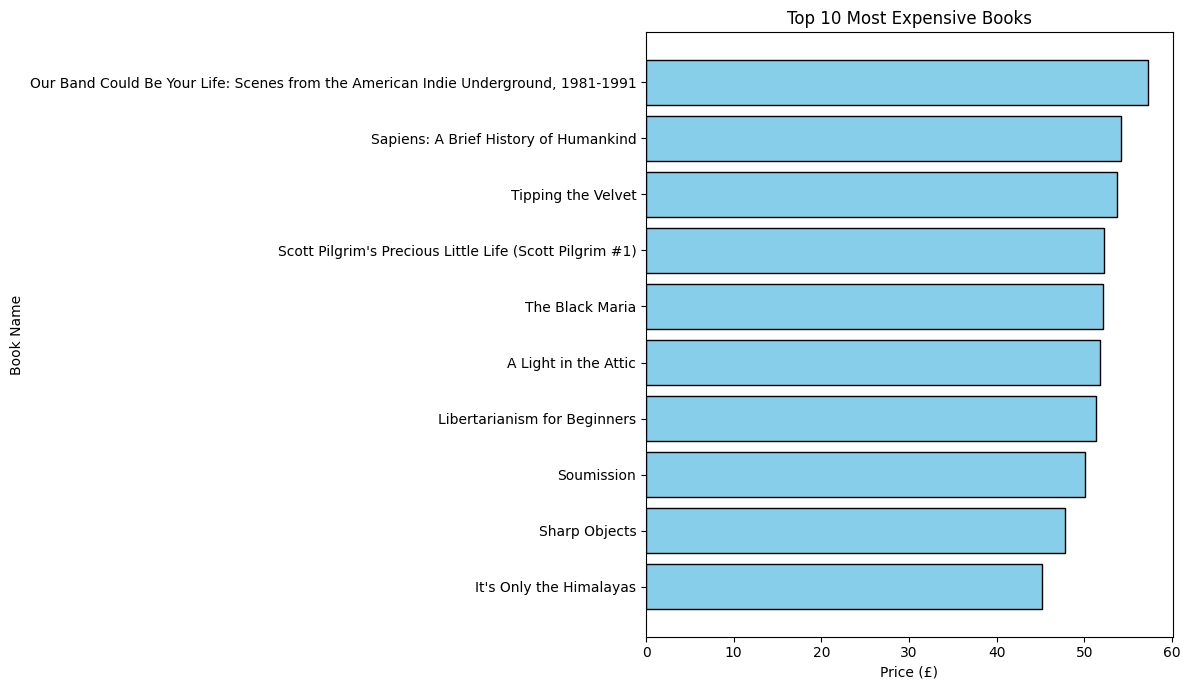 Top 10 Most Expensive Books
Our Band Could Be Your Life: Scenes from the American Indie Underground, 1981-1991
Sapiens: A Brief History of Humankind
Tipping the Velvet
Scott Pilgrim's Precious Little Life (Scott Pilgrim #1)
The Black Maria
A Light in the Attic
Libertarianism for Beginners
Soumission
Sharp Objects
It's Only the Himalayas
Book Name
0 10 20 30 40 50 60
Price (£)